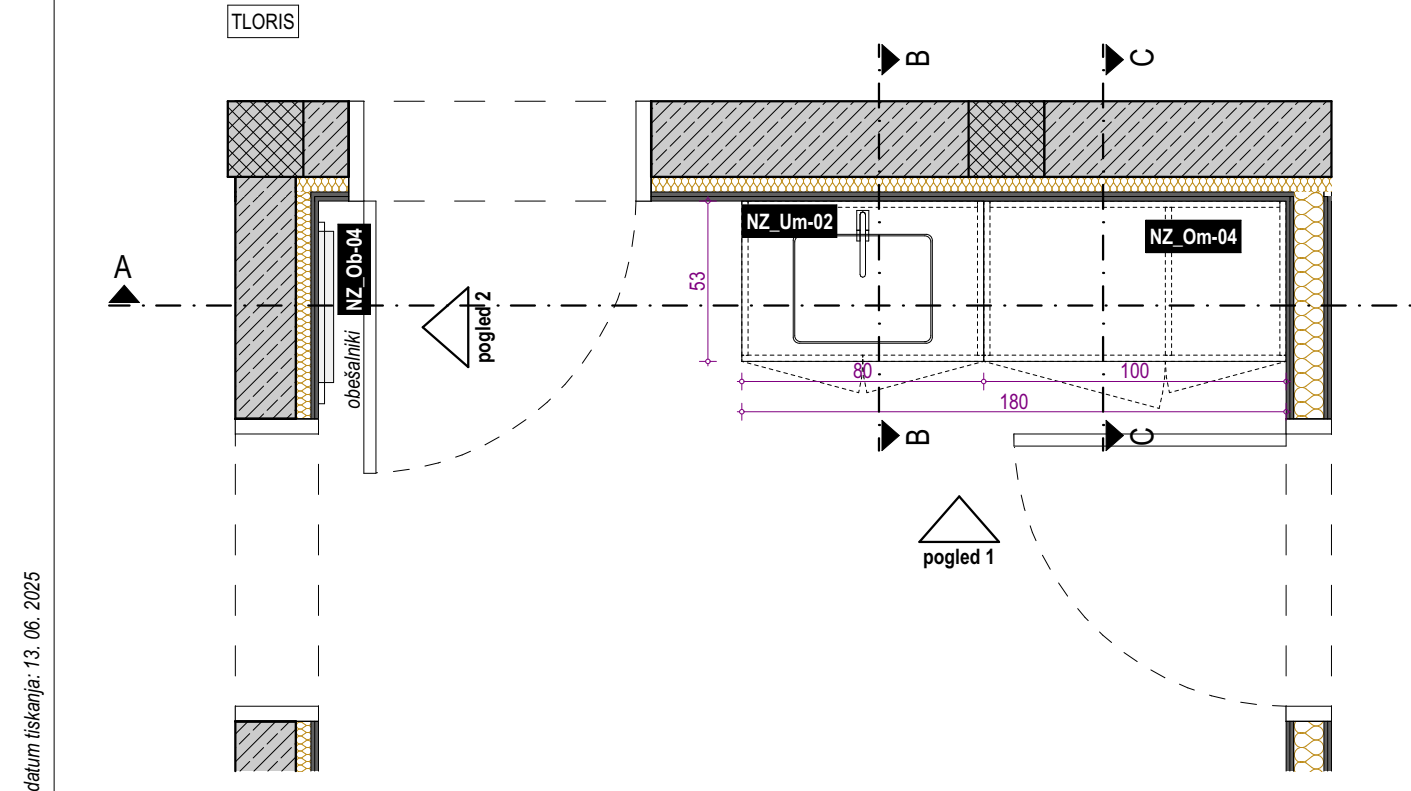 TLORIS
B
C
A
NZ_Um-02
NZ_Om-04
NZ_Ob-04
obešalniki
pogled 2
53
80
100
180
B
C
pogled 1
datum tiskanja: 13. 06. 2025